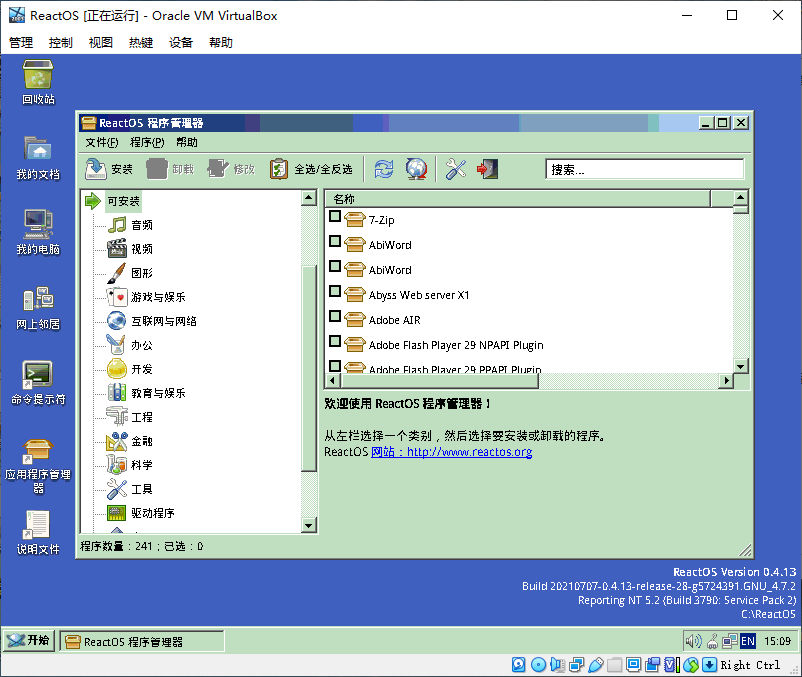 ReactOS [正在运行] - Oracle VM VirtualBox
管理 控制 视图 热键 设备 帮助
回收站
我的文档
我的电脑
网上邻居
命令提示符
应用程序管理器
说明文件
ReactOS 程序管理器
文件(F) 程序(P) 帮助
安装 卸载 修改 全选/全反选 搜索...
可安装
音频
视频
图形
游戏与娱乐
互联网与网络
办公
开发
教育与娱乐
工程
金融
科学
工具
驱动程序
名称
7-Zip
AbiWord
AbiWord
Abyss Web server X1
Adobe AIR
Adobe Flash Player 29 NPAPI Plugin
Adobe Flash Player 29 PPAPI Plugin
欢迎使用 ReactOS 程序管理器！
从左栏选择一个类别，然后选择要安装或卸载的程序。
ReactOS 网站：http://www.reactos.org
程序数量：241；已选：0
ReactOS Version 0.4.13
Build 20210707-0.4.13-release-28-g5724391.GNU_4.7.2
Reporting NT 5.2 (Build 3790: Service Pack 2)
C:\ReactOS
开始 ReactOS 程序管理器 EN 15:09
Right Ctrl